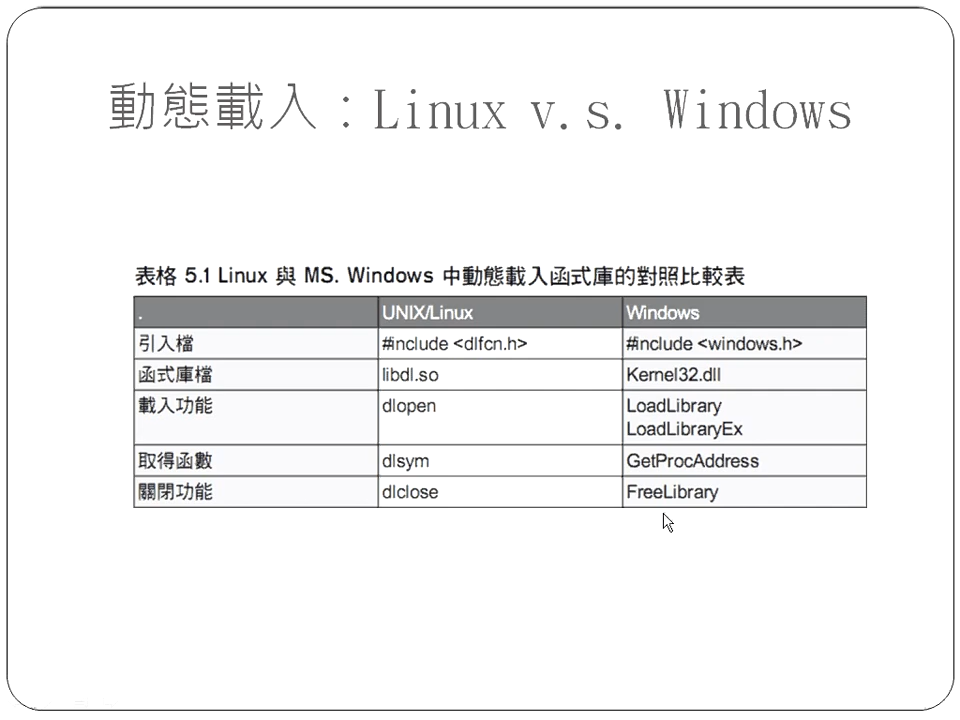 動態載入：Linux v.s. Windows
表格 5.1 Linux 與 MS. Windows 中動態載入函式庫的對照比較表
. UNIX/Linux Windows
引入檔 #include <dlfcn.h> #include <windows.h>
函式庫檔 libdl.so Kernel32.dll
載入功能 dlopen LoadLibrary
LoadLibraryEx
取得函數 dlsym GetProcAddress
關閉功能 dlclose FreeLibrary